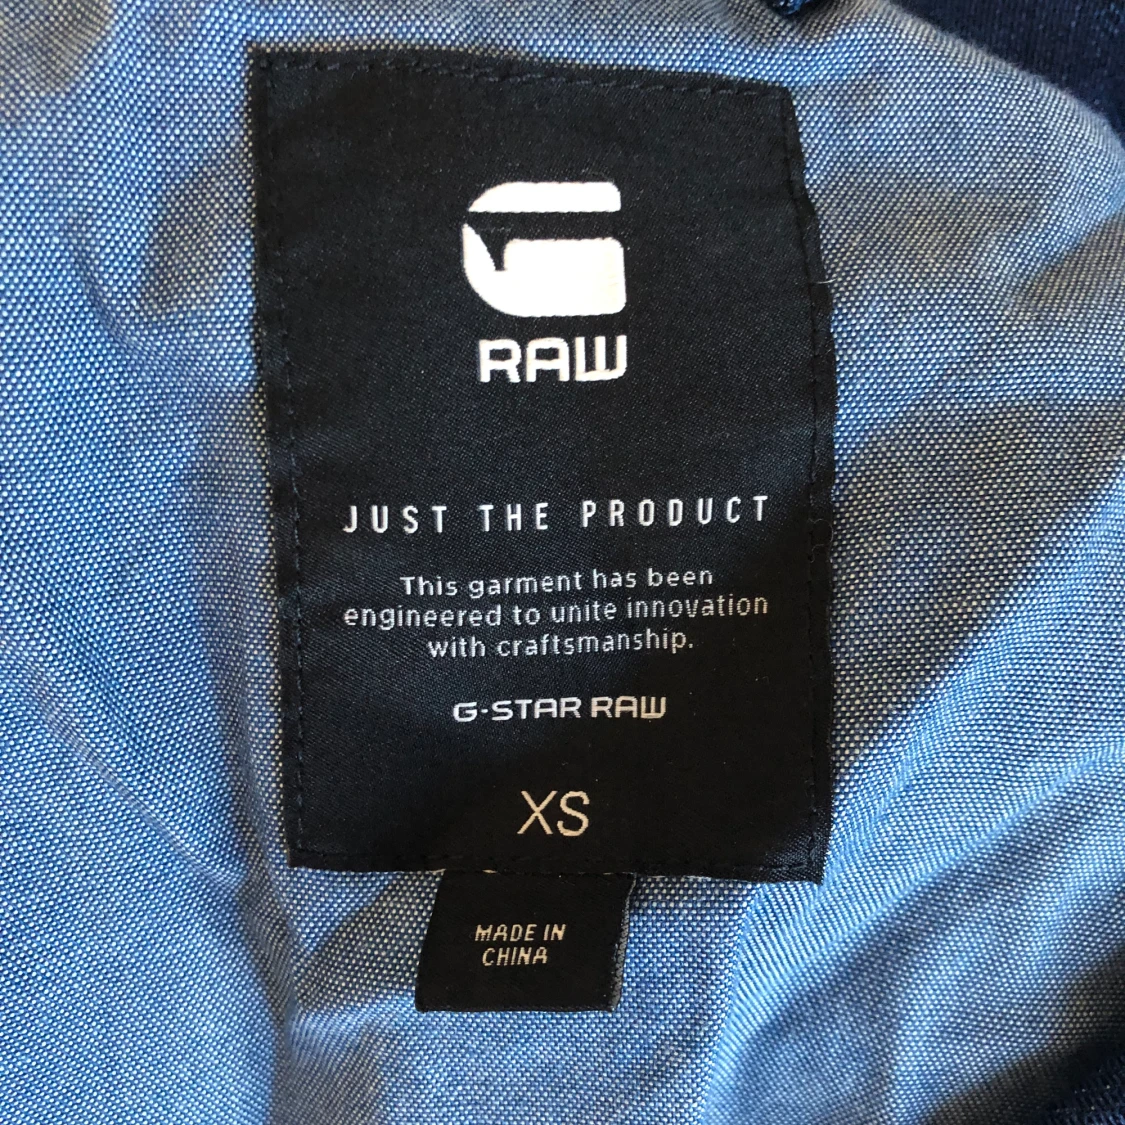 G
RAW
JUST THE PRODUCT
This garment has been
engineered to unite innovation
with craftsmanship.
G-STAR RAW
XS
MADE IN
CHINA